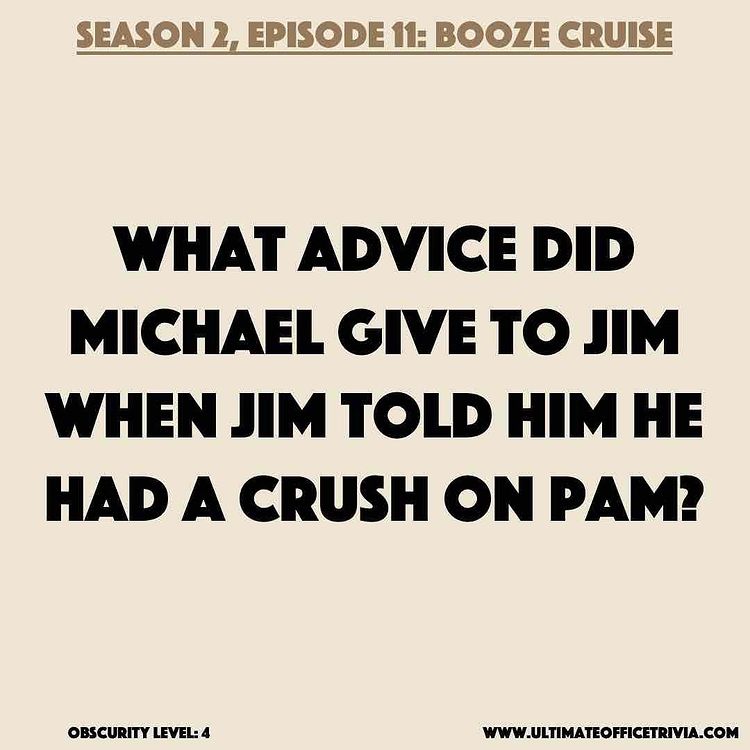 SEASON 2, EPISODE 11: BOOZE CRUISE
WHAT ADVICE DID
MICHAEL GIVE TO JIM
WHEN JIM TOLD HIM HE
HAD A CRUSH ON PAM?
OBSCURITY LEVEL: 4
WWW.ULTIMATEOFFICETRIVIA.COM